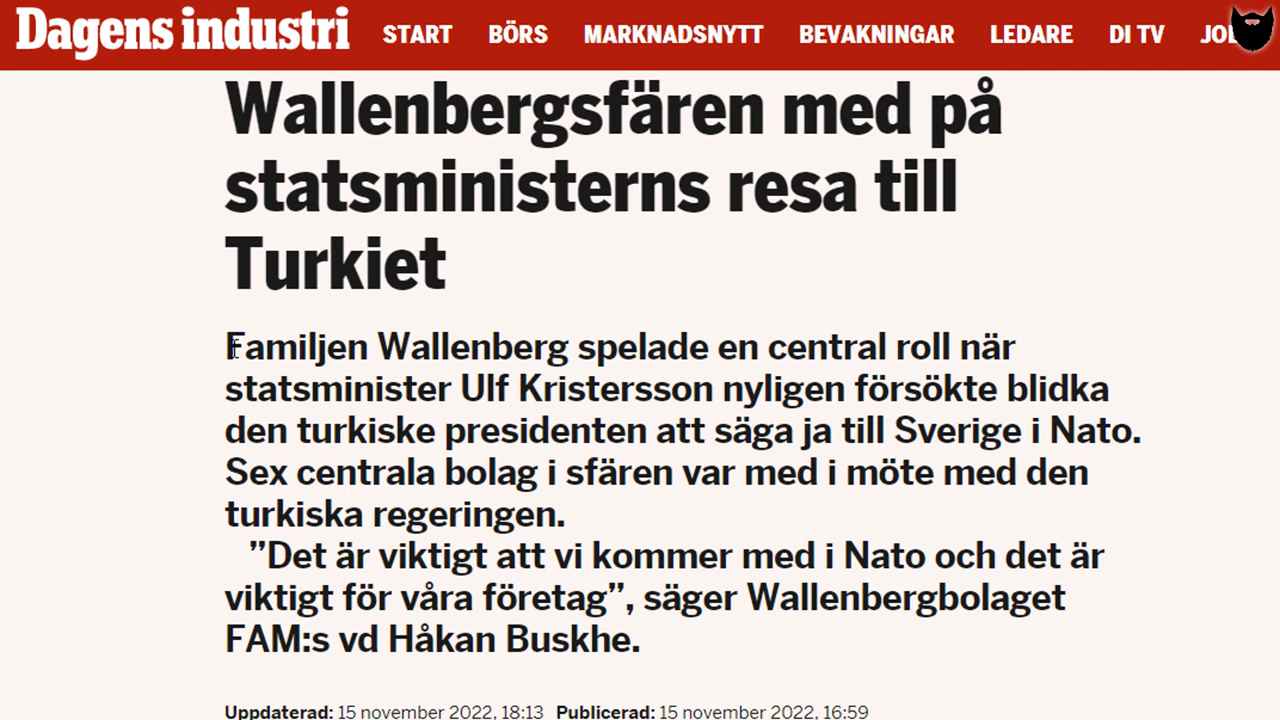 Dagens industri START BÖRS MARKNADSNYTT BEVAKNINGAR LEDARE DI TV
Wallenbergsfären med på
statsministerns resa till
Turkiet
Familjen Wallenberg spelade en central roll när
statsminister Ulf Kristersson nyligen försökte blidka
den turkiske presidenten att säga ja till Sverige i Nato.
Sex centrala bolag i sfären var med i möte med den
turkiska regeringen.
”Det är viktigt att vi kommer med i Nato och det är
viktigt för våra företag”, säger Wallenbergbolaget
FAM:s vd Håkan Buskhe.
Uppdaterad: 15 november 2022, 18:13 Publicerad: 15 november 2022, 16:59